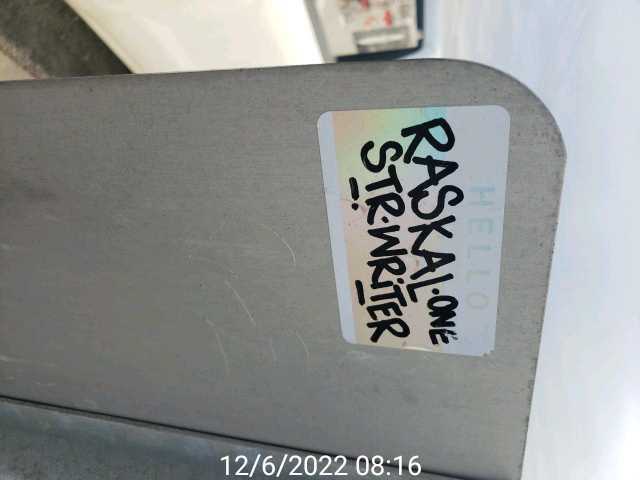 HELLO
RASKAL·ONE
STR·WRiTER
12/6/2022 08:16